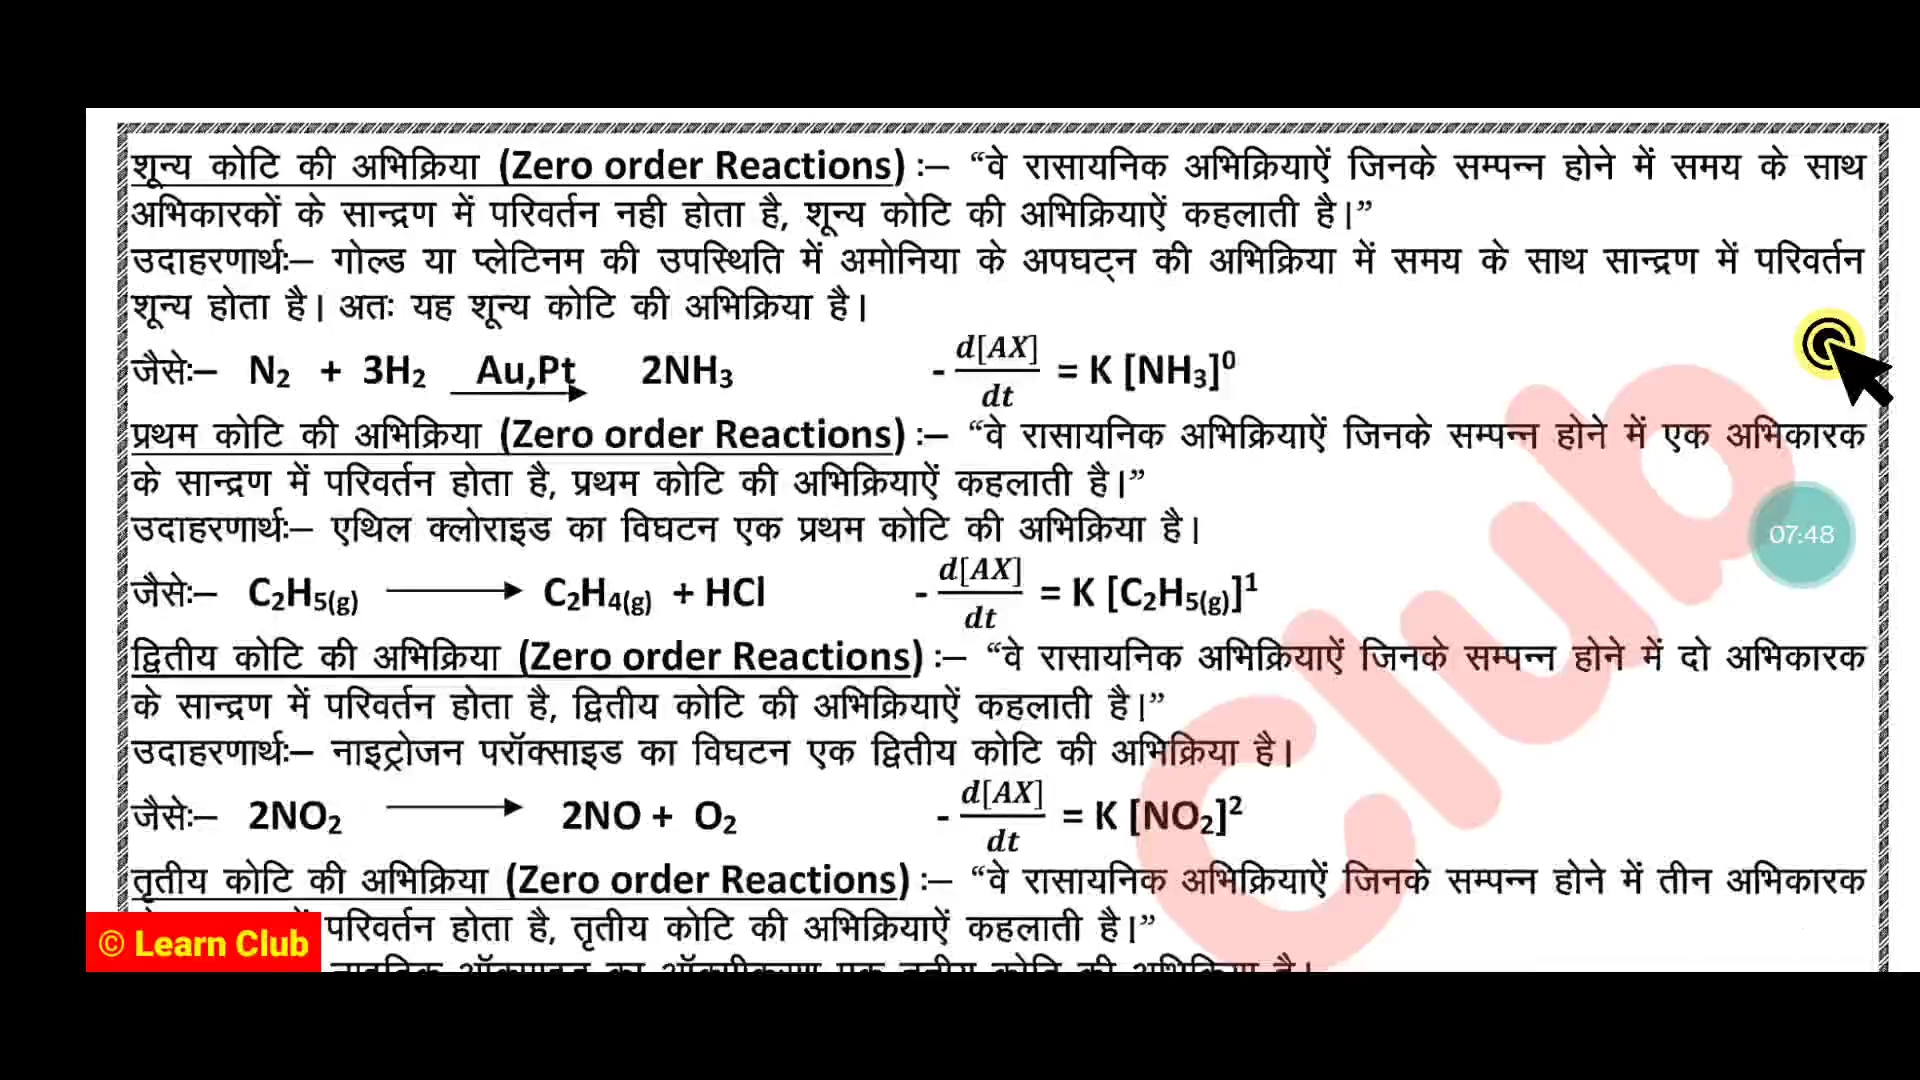 शून्य कोटि की अभिक्रिया (Zero order Reactions) :– “वे रासायनिक अभिक्रियाऐं जिनके सम्पन्न होने में समय के साथ
अभिकारकों के सान्द्रण में परिवर्तन नही होता है, शून्य कोटि की अभिक्रियाऐं कहलाती है।”
उदाहरणार्थः– गोल्ड या प्लेटिनम की उपस्थिति में अमोनिया के अपघट्न की अभिक्रिया में समय के साथ सान्द्रण में परिवर्तन
शून्य होता है। अतः यह शून्य कोटि की अभिक्रिया है।
जैसेः– N₂ + 3H₂ Au,Pt → 2NH₃ - d[AX]/dt = K [NH₃]⁰
प्रथम कोटि की अभिक्रिया (Zero order Reactions) :– “वे रासायनिक अभिक्रियाऐं जिनके सम्पन्न होने में एक अभिकारक
के सान्द्रण में परिवर्तन होता है, प्रथम कोटि की अभिक्रियाऐं कहलाती है।”
उदाहरणार्थः– एथिल क्लोराइड का विघटन एक प्रथम कोटि की अभिक्रिया है।
जैसेः– C₂H₅(g) → C₂H₄(g) + HCl - d[AX]/dt = K [C₂H₅(g)]¹
07:48
द्वितीय कोटि की अभिक्रिया (Zero order Reactions) :– “वे रासायनिक अभिक्रियाऐं जिनके सम्पन्न होने में दो अभिकारक
के सान्द्रण में परिवर्तन होता है, द्वितीय कोटि की अभिक्रियाऐं कहलाती है।”
उदाहरणार्थः– नाइट्रोजन परॉक्साइड का विघटन एक द्वितीय कोटि की अभिक्रिया है।
जैसेः– 2NO₂ → 2NO + O₂ - d[AX]/dt = K [NO₂]²
तृतीय कोटि की अभिक्रिया (Zero order Reactions) :– “वे रासायनिक अभिक्रियाऐं जिनके सम्पन्न होने में तीन अभिकारक
परिवर्तन होता है, तृतीय कोटि की अभिक्रियाऐं कहलाती है।”
© Learn Club
Club